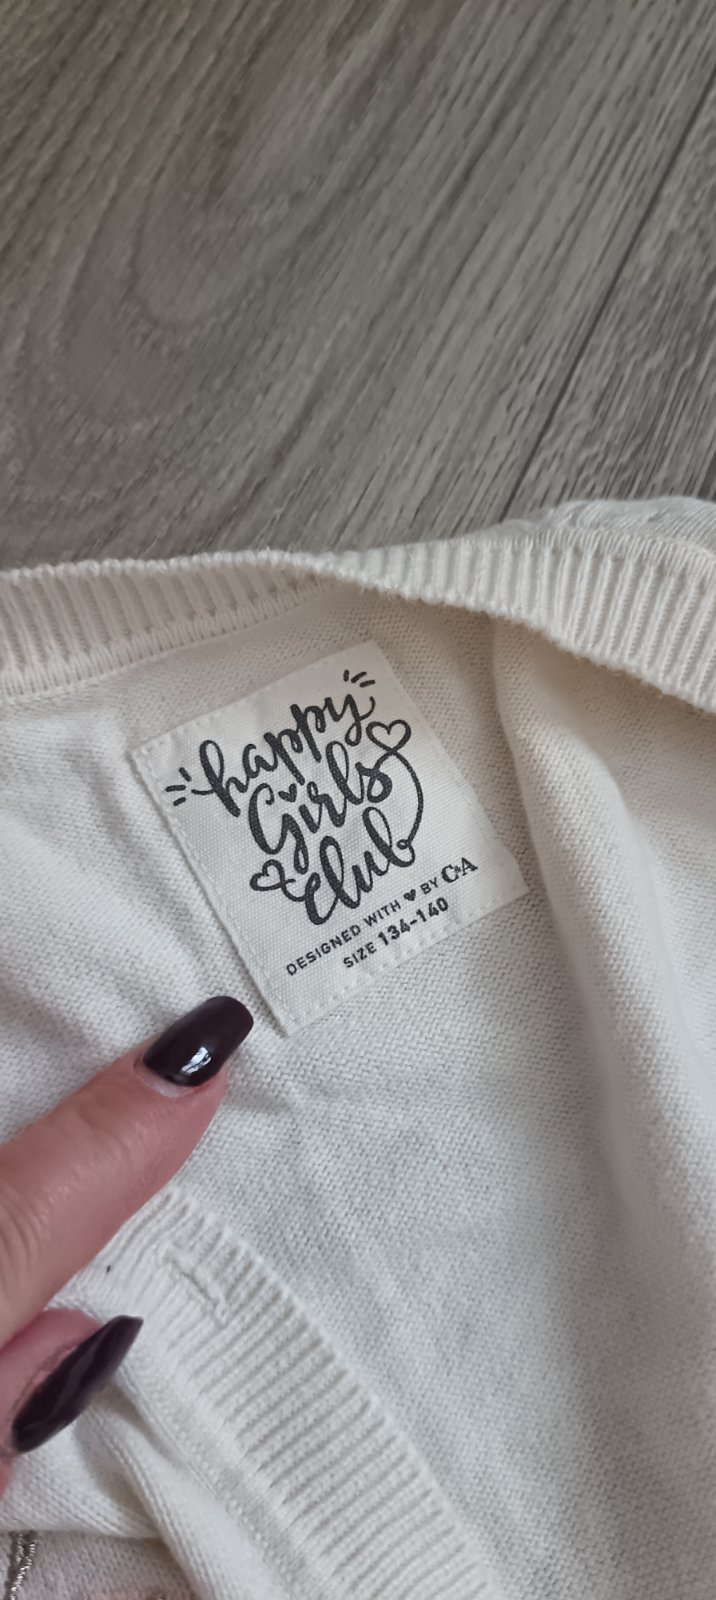 happy
Girls
Club
DESIGNED WITH ♥ BY C&A
SIZE 134-140